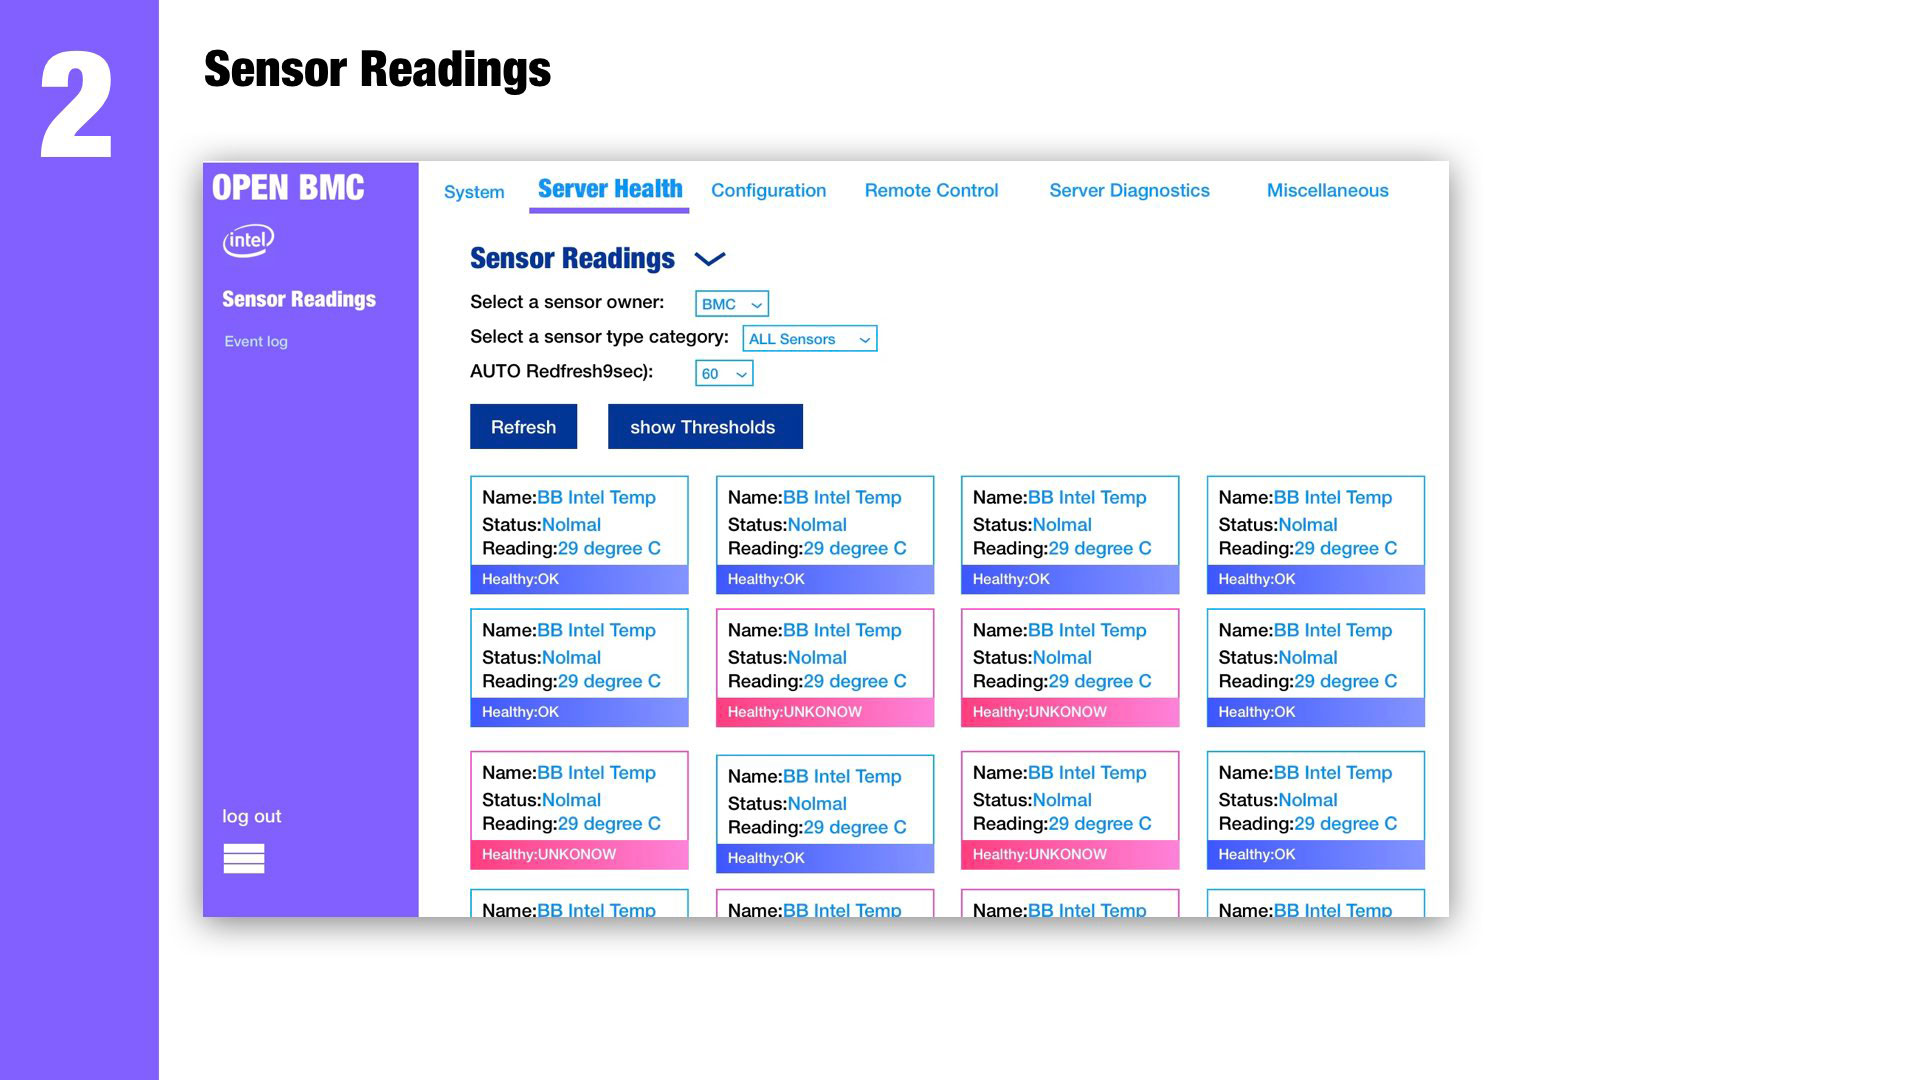 2
Sensor Readings
OPEN BMC
intel
Sensor Readings
Event log
log out
System Server Health Configuration Remote Control Server Diagnostics Miscellaneous
Sensor Readings
Select a sensor owner: BMC
Select a sensor type category: ALL Sensors
AUTO Redfresh9sec): 60
Refresh show Thresholds
Name:BB Intel Temp
Status:Nolmal
Reading:29 degree C
Healthy:OK
Name:BB Intel Temp
Status:Nolmal
Reading:29 degree C
Healthy:OK
Name:BB Intel Temp
Status:Nolmal
Reading:29 degree C
Healthy:OK
Name:BB Intel Temp
Status:Nolmal
Reading:29 degree C
Healthy:OK
Name:BB Intel Temp
Status:Nolmal
Reading:29 degree C
Healthy:OK
Name:BB Intel Temp
Status:Nolmal
Reading:29 degree C
Healthy:UNKONOW
Name:BB Intel Temp
Status:Nolmal
Reading:29 degree C
Healthy:UNKONOW
Name:BB Intel Temp
Status:Nolmal
Reading:29 degree C
Healthy:OK
Name:BB Intel Temp
Status:Nolmal
Reading:29 degree C
Healthy:UNKONOW
Name:BB Intel Temp
Status:Nolmal
Reading:29 degree C
Healthy:OK
Name:BB Intel Temp
Status:Nolmal
Reading:29 degree C
Healthy:UNKONOW
Name:BB Intel Temp
Status:Nolmal
Reading:29 degree C
Healthy:OK
Name:BB Intel Temp
Name:BB Intel Temp
Name:BB Intel Temp
Name:BB Intel Temp